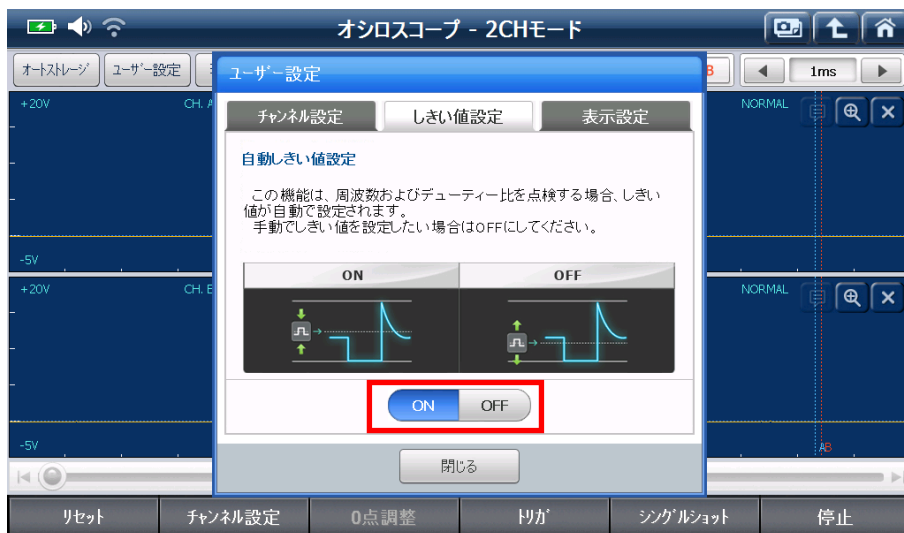 オシロスコープ - 2CHモード
オートストレージ ユーザー設定 1ms
ユーザー設定
チャンネル設定 しきい値設定 表示設定
+20V CH. A NORMAL
自動しきい値設定
この機能は、周波数およびデューティー比を点検する場合、しきい
値が自動で設定されます。
手動でしきい値を設定したい場合はOFFにしてください。
-5V
ON OFF
+20V CH. B NORMAL
ON OFF
-5V AB
閉じる
リセット チャンネル設定 0点調整 トリガ シングルショット 停止